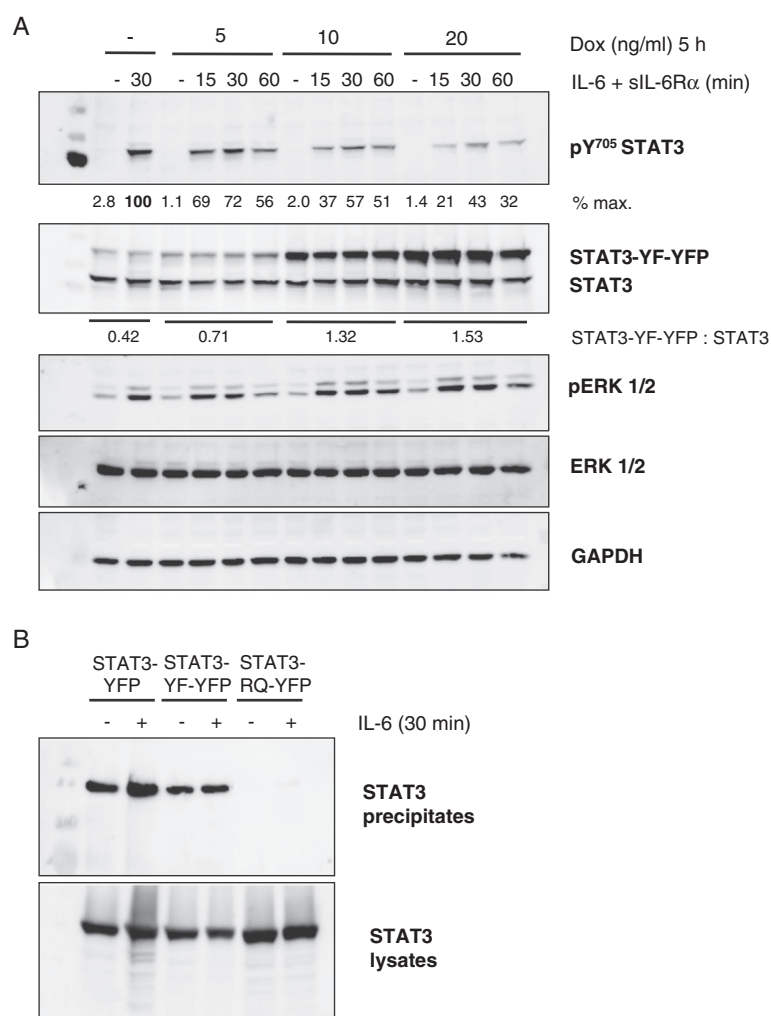 A
- 5 10 20 Dox (ng/ml) 5 h
- 30 - 15 30 60 - 15 30 60 - 15 30 60 IL-6 + sIL-6Rα (min)
pY⁷⁰⁵ STAT3
2.8 100 1.1 69 72 56 2.0 37 57 51 1.4 21 43 32 % max.
STAT3-YF-YFP
STAT3
0.42 0.71 1.32 1.53 STAT3-YF-YFP : STAT3
pERK 1/2
ERK 1/2
GAPDH
B
STAT3- STAT3- STAT3-
YFP YF-YFP RQ-YFP
- + - + - + IL-6 (30 min)
STAT3
precipitates
STAT3
lysates